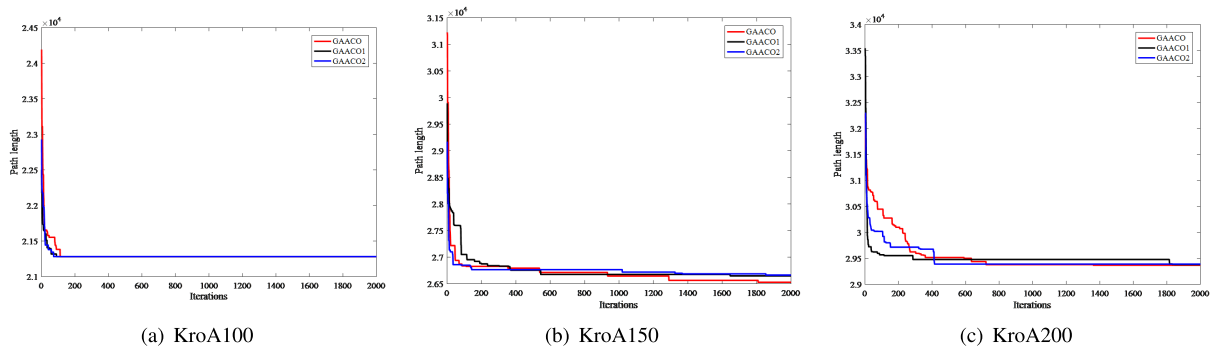 ×10⁴
2.45
2.4
2.35
2.3
2.25
2.2
2.15
2.1
Path length
0 200 400 600 800 1000 1200 1400 1600 1800 2000
Iterations
GAACO
GAACO1
GAACO2
(a) KroA100
×10⁴
3.15
3.1
3.05
3
2.95
2.9
2.85
2.8
2.75
2.7
2.65
Path length
0 200 400 600 800 1000 1200 1400 1600 1800 2000
Iterations
GAACO
GAACO1
GAACO2
(b) KroA150
×10⁴
3.4
3.35
3.3
3.25
3.2
3.15
3.1
3.05
3
2.95
2.9
Path length
0 200 400 600 800 1000 1200 1400 1600 1800 2000
Iterations
GAACO
GAACO1
GAACO2
(c) KroA200